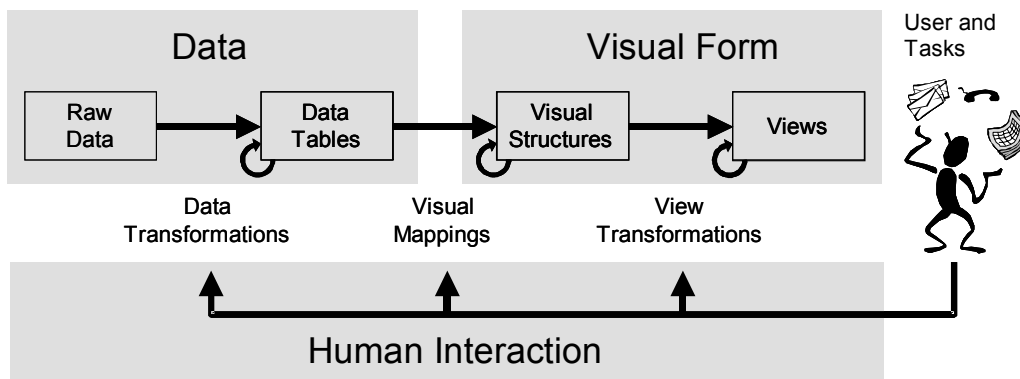 Data
Visual Form
User and
Tasks
Raw
Data
Data
Tables
Visual
Structures
Views
Data
Transformations
Visual
Mappings
View
Transformations
Human Interaction